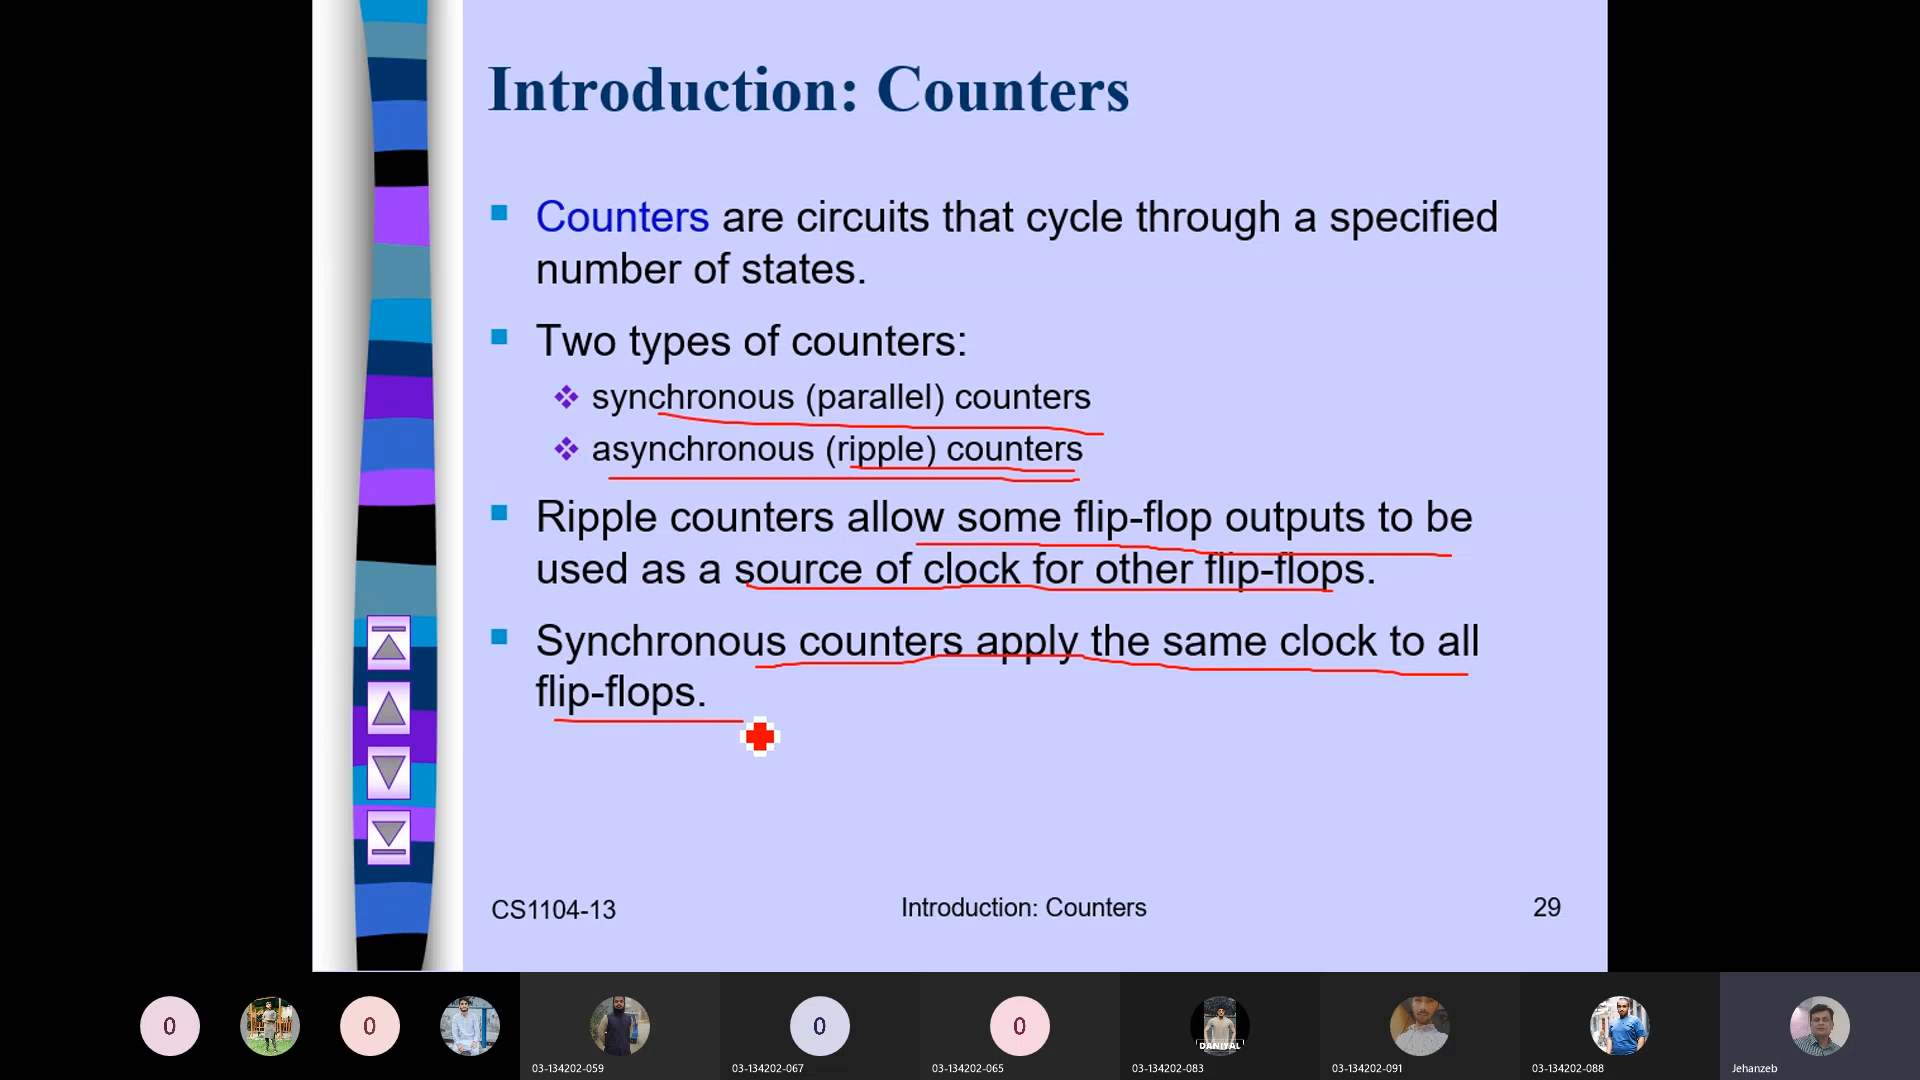 Introduction: Counters
Counters are circuits that cycle through a specified
number of states.
Two types of counters:
synchronous (parallel) counters
asynchronous (ripple) counters
Ripple counters allow some flip-flop outputs to be
used as a source of clock for other flip-flops.
Synchronous counters apply the same clock to all
flip-flops.
CS1104-13
Introduction: Counters
29
0
0
0
0
DANIYAL
03-134202-059
03-134202-067
03-134202-065
03-134202-083
03-134202-091
03-134202-088
Jehanzeb